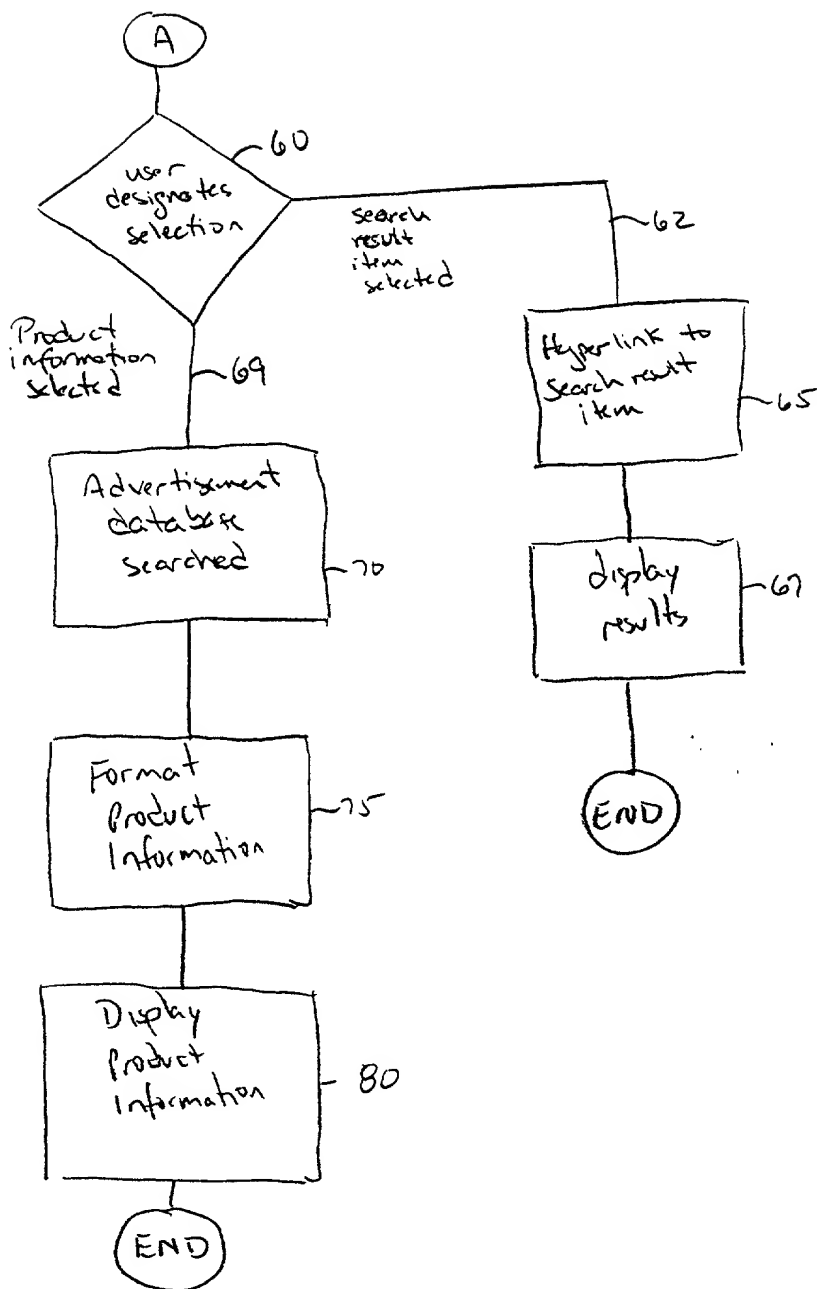 A
user
designates
selection
60
search
result
item
selected
62
Product
information
selected
69
Hyperlink to
search result
item
65
Advertisement
database
searched
70
display
results
67
Format
Product
Information
75
END
Display
Product
Information
80
END